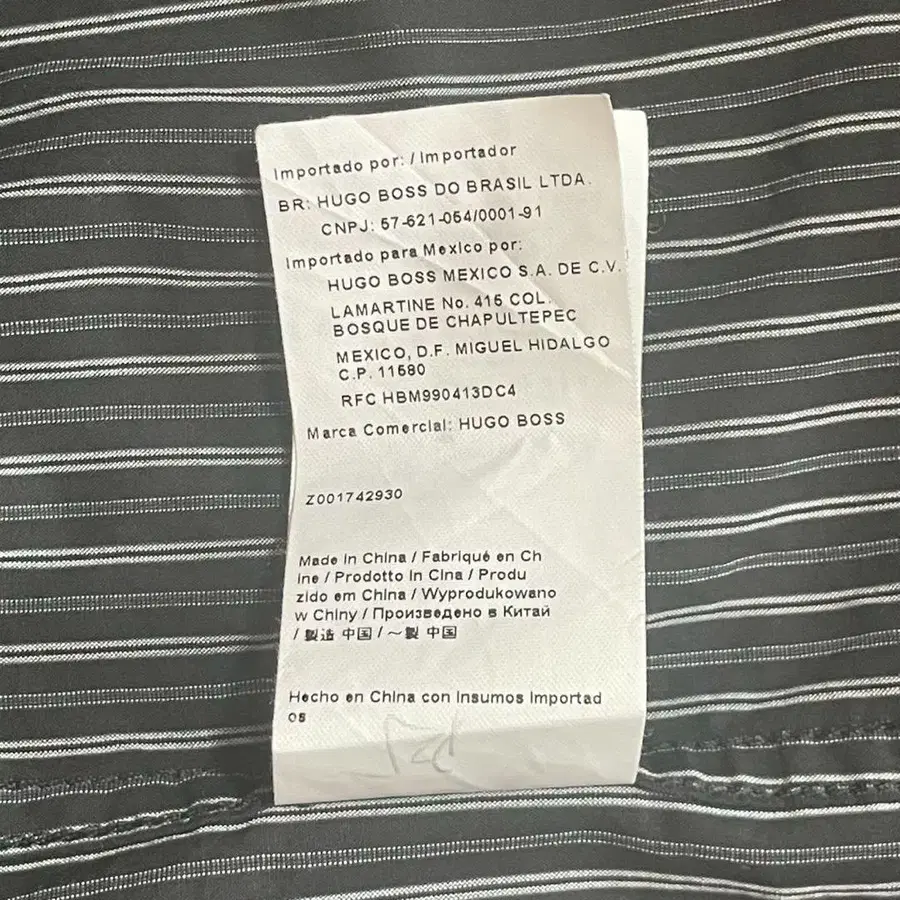 Importado por: / Importador
BR: HUGO BOSS DO BRASIL LTDA.
CNPJ: 57-621-054/0001-91
Importado para Mexico por:
HUGO BOSS MEXICO S.A. DE C.V.
LAMARTINE No. 415 COL.
BOSQUE DE CHAPULTEPEC
MEXICO, D.F. MIGUEL HIDALGO
C.P. 11580
RFC HBM990413DC4
Marca Comercial: HUGO BOSS
Z001742930
Made in China / Fabriqué en Ch
ine / Prodotto in Cina / Produ
zido em China / Wyprodukowano
w Chiny / Произведено в Китай
/ 製造 中国 / ～製 中国
Hecho en China con Insumos Importad
os